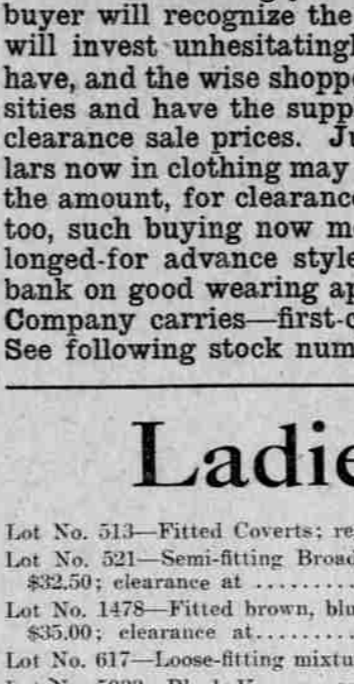 buyer will recognize the
will invest unhesitatingl
have, and the wise shoppe
sities and have the supp
clearance sale prices. Ju
lars now in clothing may
the amount, for clearance
too, such buying now m
longed-for advance style
bank on good wearing ap
Company carries—first-c
See following stock num
Ladie
Lot No. 513—Fitted Coverts; re
Lot No. 521—Semi-fitting Broad
$32.50; clearance at ..........
Lot No. 1478—Fitted brown, blu
$35.00; clearance at..........
Lot No. 617—Loose-fitting mixtu